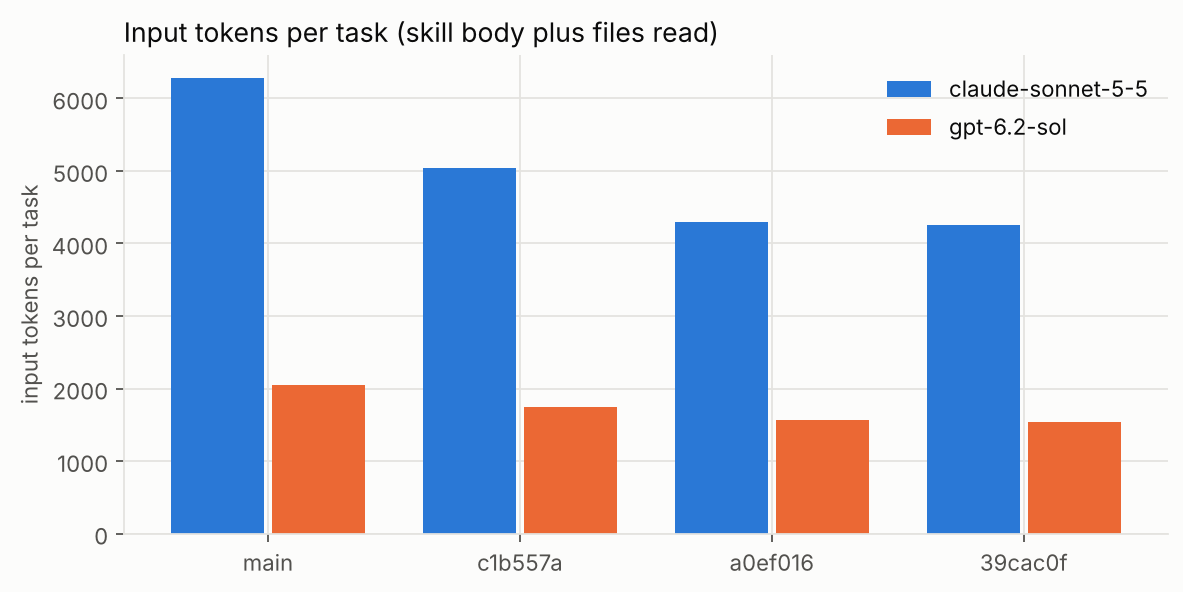 Input tokens per task (skill body plus files read)
claude-sonnet-5-5
gpt-6.2-sol
input tokens per task
6000
5000
4000
3000
2000
1000
0
main
c1b557a
a0ef016
39cac0f